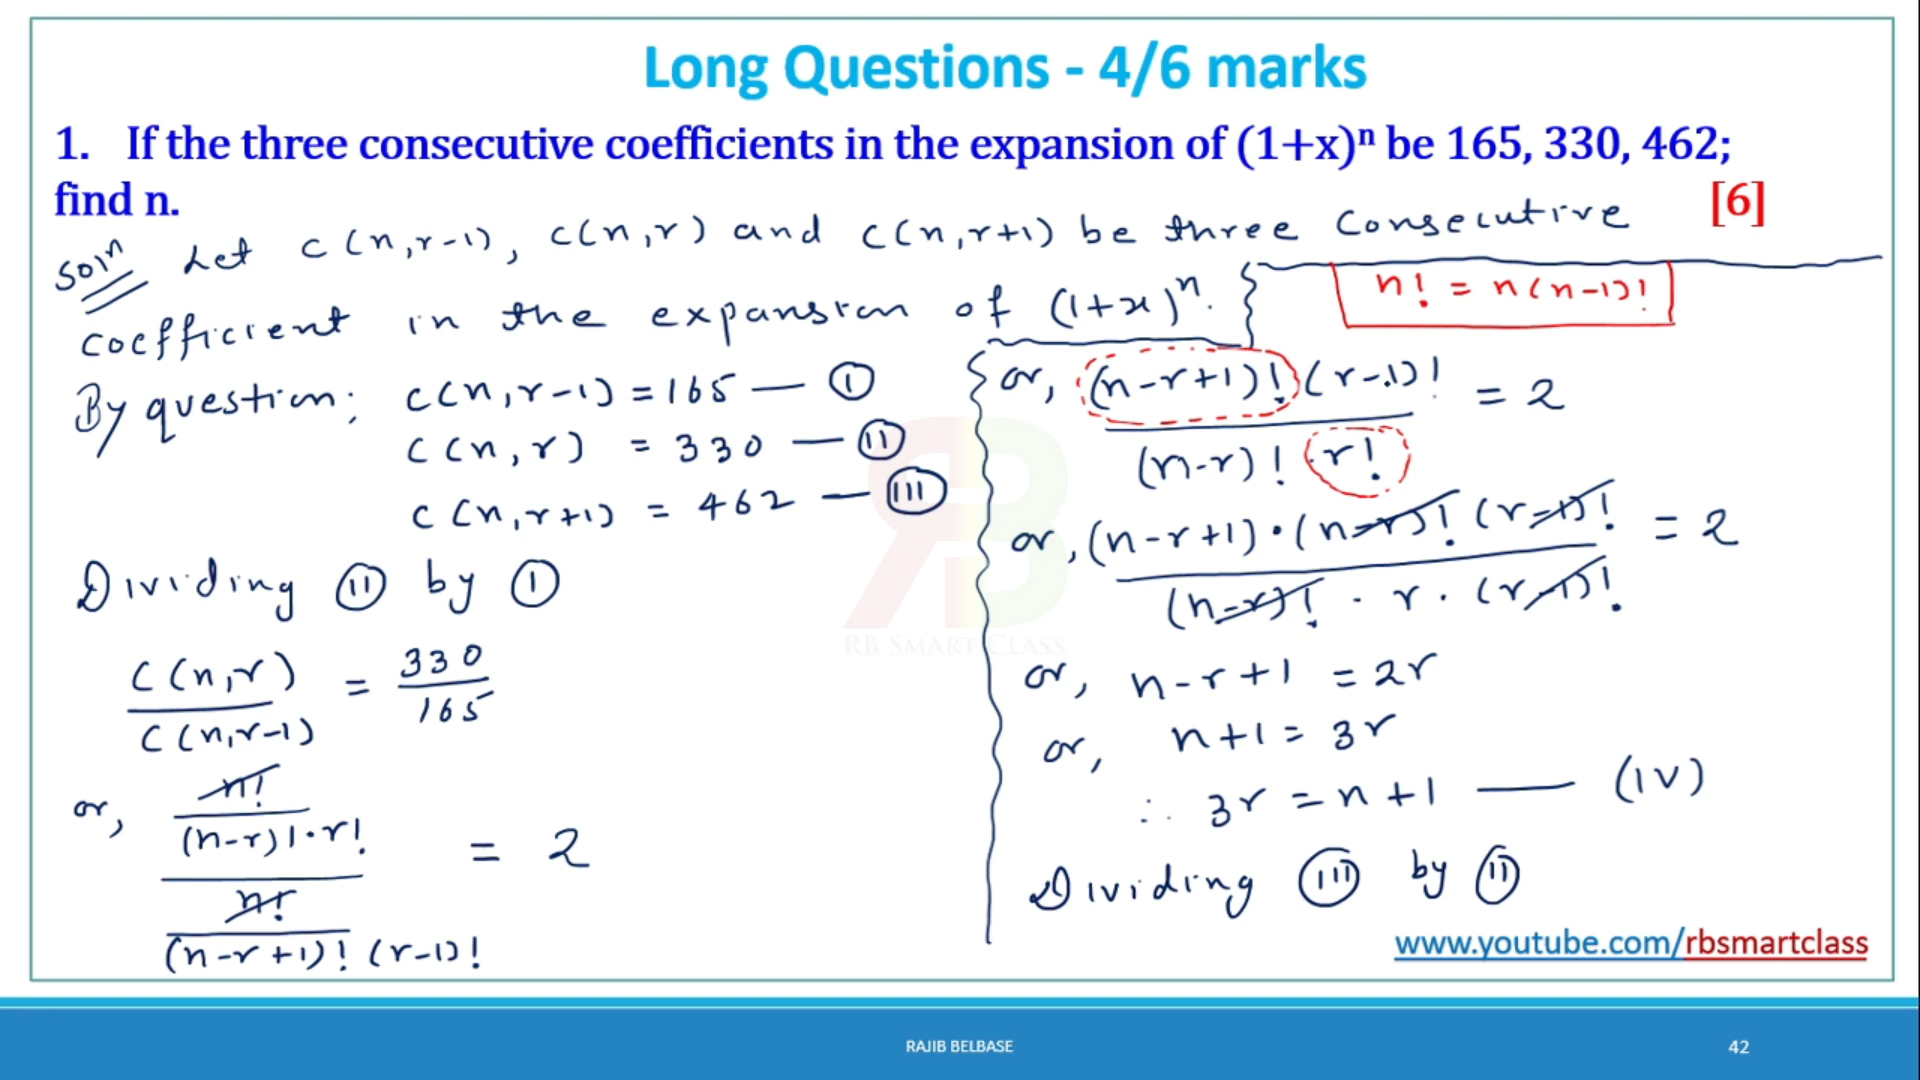 Long Questions - 4/6 marks
1. If the three consecutive coefficients in the expansion of (1+x)ⁿ be 165, 330, 462;
find n. [6]
Solⁿ Let C(n,r-1), C(n,r) and C(n,r+1) be three consecutive
coefficient in the expansion of (1+x)ⁿ.
n! = n(n-1)!
By question; C(n,r-1) = 165 — (I)
C(n,r) = 330 — (II)
C(n,r+1) = 462 — (III)
Dividing (II) by (I)
C(n,r) / C(n,r-1) = 330 / 165
or, n! / (n-r)!·r!
/ n! / (n-r+1)! (r-1)! = 2
or, (n-r+1)! (r-1)! / (n-r)! · r! = 2
or, (n-r+1)·(n-r)! (r-1)! / (n-r)! · r · (r-1)! = 2
or, n-r+1 = 2r
or, n+1 = 3r
∴ 3r = n+1 — (IV)
Dividing (III) by (II)
RB SMART CLASS
www.youtube.com/rbsmartclass
RAJIB BELBASE
42